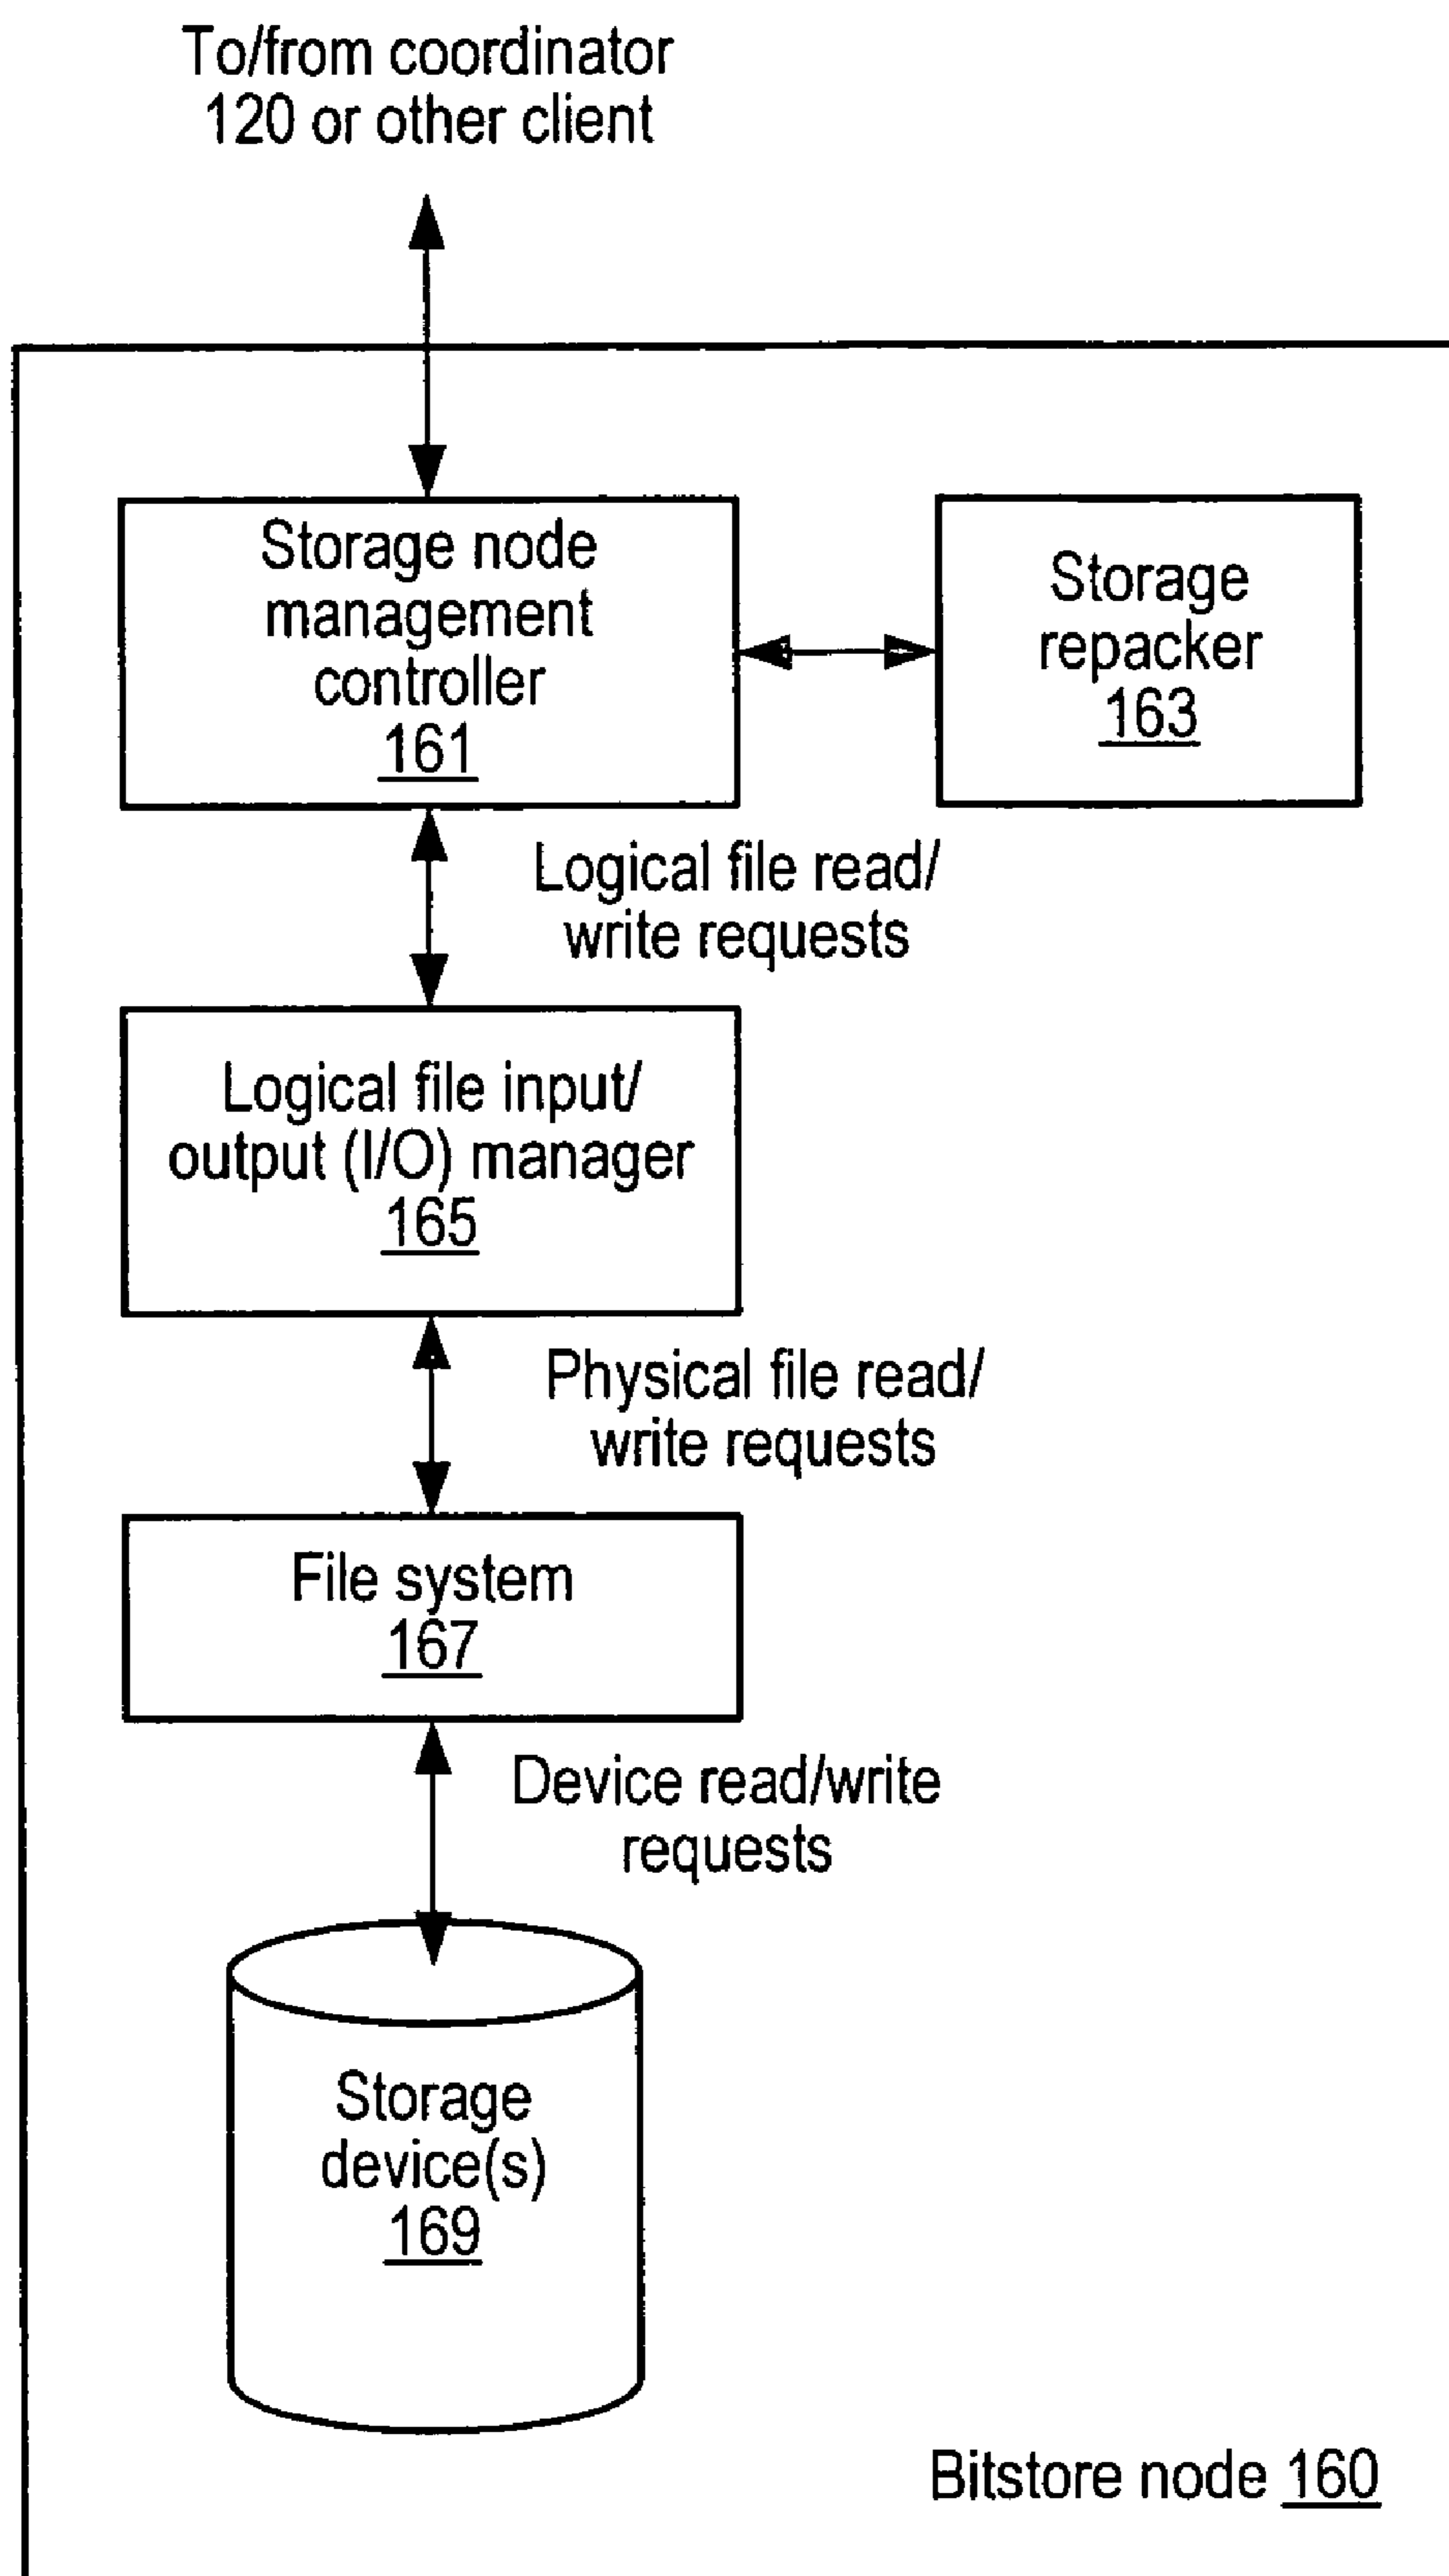 To/from coordinator
120 or other client
Storage node
management
controller
161
Storage
repacker
163
Logical file read/
write requests
Logical file input/
output (I/O) manager
165
Physical file read/
write requests
File system
167
Device read/write
requests
Storage
device(s)
169
Bitstore node 160